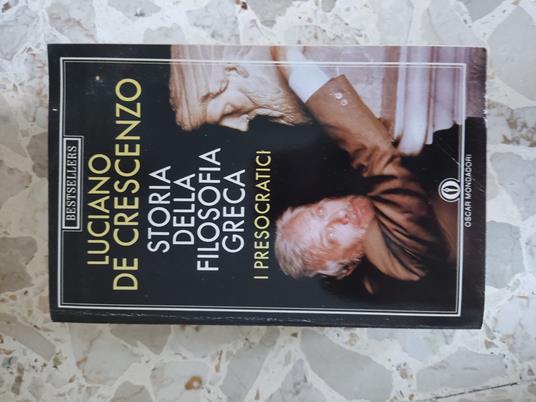 BESTSELLERS
LUCIANO
DE CRESCENZO
STORIA
DELLA
FILOSOFIA
GRECA
I PRESOCRATICI
OSCAR MONDADORI